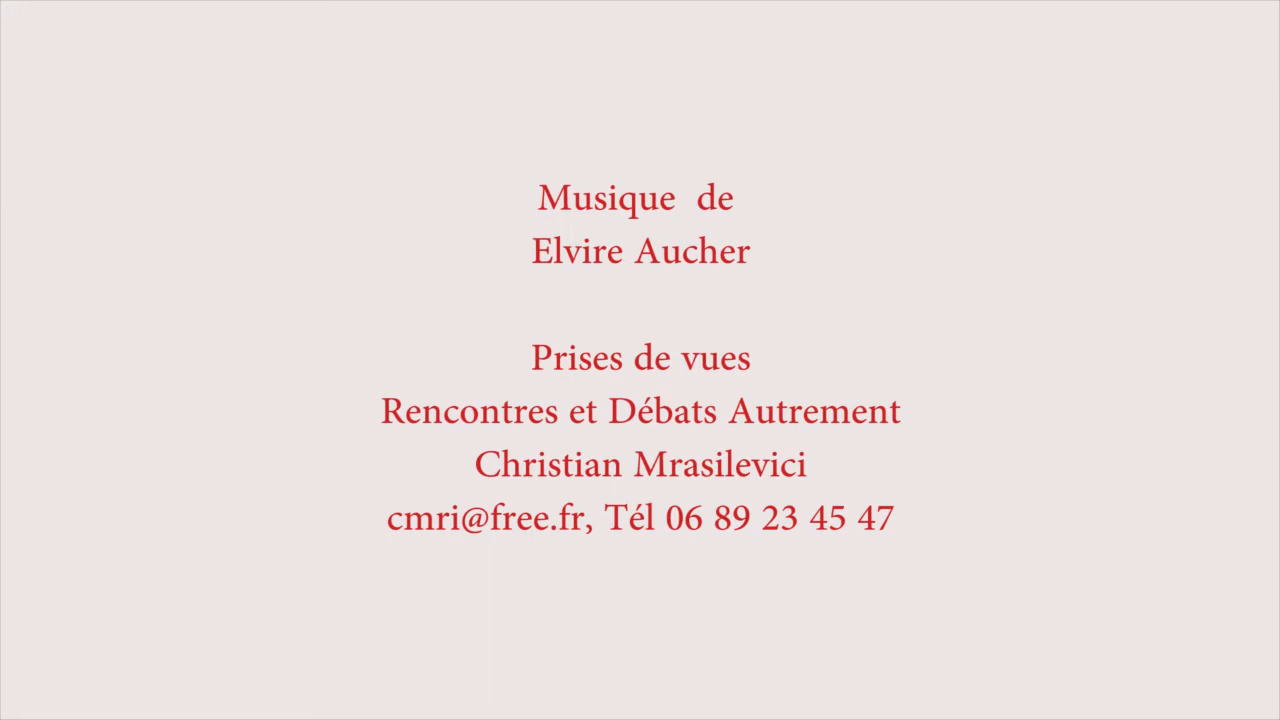 Musique de
Elvire Aucher
Prises de vues
Rencontres et Débats Autrement
Christian Mrasilevici
cmri@free.fr, Tél 06 89 23 45 47